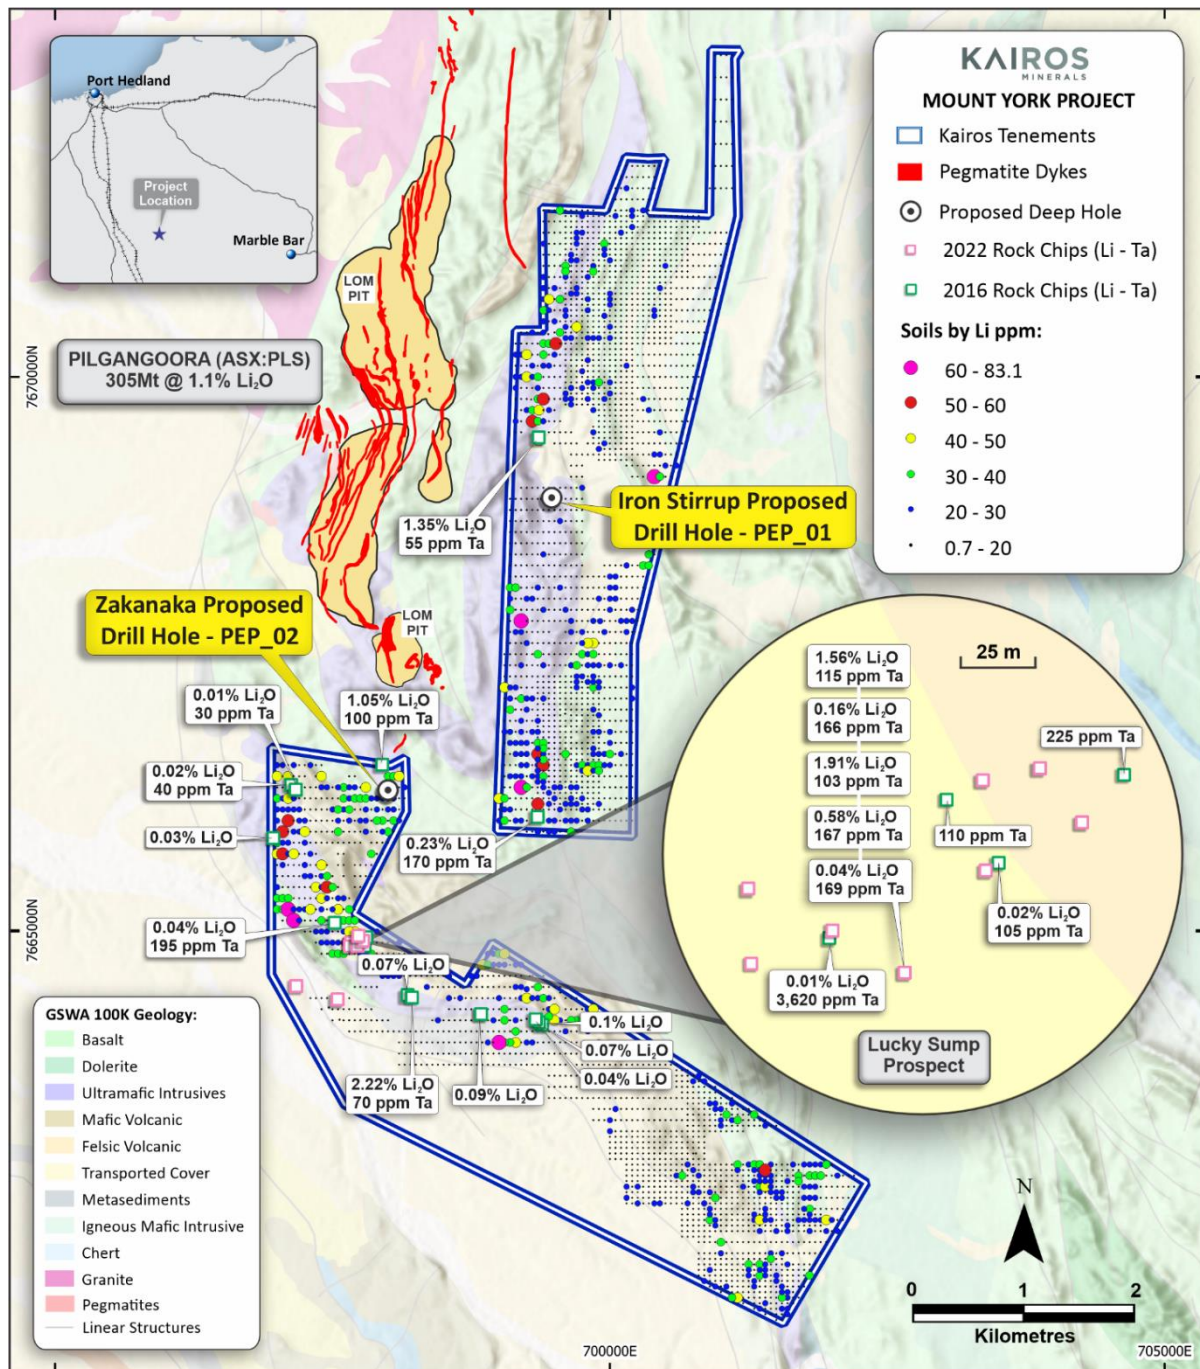 Port Hedland
Project
Location
Marble Bar
KAIROS
MINERALS
MOUNT YORK PROJECT
Kairos Tenements
Pegmatite Dykes
Proposed Deep Hole
2022 Rock Chips (Li - Ta)
2016 Rock Chips (Li - Ta)
Soils by Li ppm:
60 - 83.1
50 - 60
40 - 50
30 - 40
20 - 30
0.7 - 20
LOM
PIT
PILGANGOORA (ASX:PLS)
305Mt @ 1.1% Li₂O
7670000N
1.35% Li₂O
55 ppm Ta
Iron Stirrup Proposed
Drill Hole - PEP_01
Zakanaka Proposed
Drill Hole - PEP_02
LOM
PIT
0.01% Li₂O
30 ppm Ta
1.05% Li₂O
100 ppm Ta
0.02% Li₂O
40 ppm Ta
0.03% Li₂O
0.23% Li₂O
170 ppm Ta
0.04% Li₂O
195 ppm Ta
7665000N
0.07% Li₂O
2.22% Li₂O
70 ppm Ta
0.09% Li₂O
0.1% Li₂O
0.07% Li₂O
0.04% Li₂O
1.56% Li₂O
115 ppm Ta
0.16% Li₂O
166 ppm Ta
1.91% Li₂O
103 ppm Ta
0.58% Li₂O
167 ppm Ta
0.04% Li₂O
169 ppm Ta
25 m
225 ppm Ta
110 ppm Ta
0.02% Li₂O
105 ppm Ta
0.01% Li₂O
3,620 ppm Ta
Lucky Sump
Prospect
GSWA 100K Geology:
Basalt
Dolerite
Ultramafic Intrusives
Mafic Volcanic
Felsic Volcanic
Transported Cover
Metasediments
Igneous Mafic Intrusive
Chert
Granite
Pegmatites
Linear Structures
N
0 1 2
Kilometres
700000E
705000E